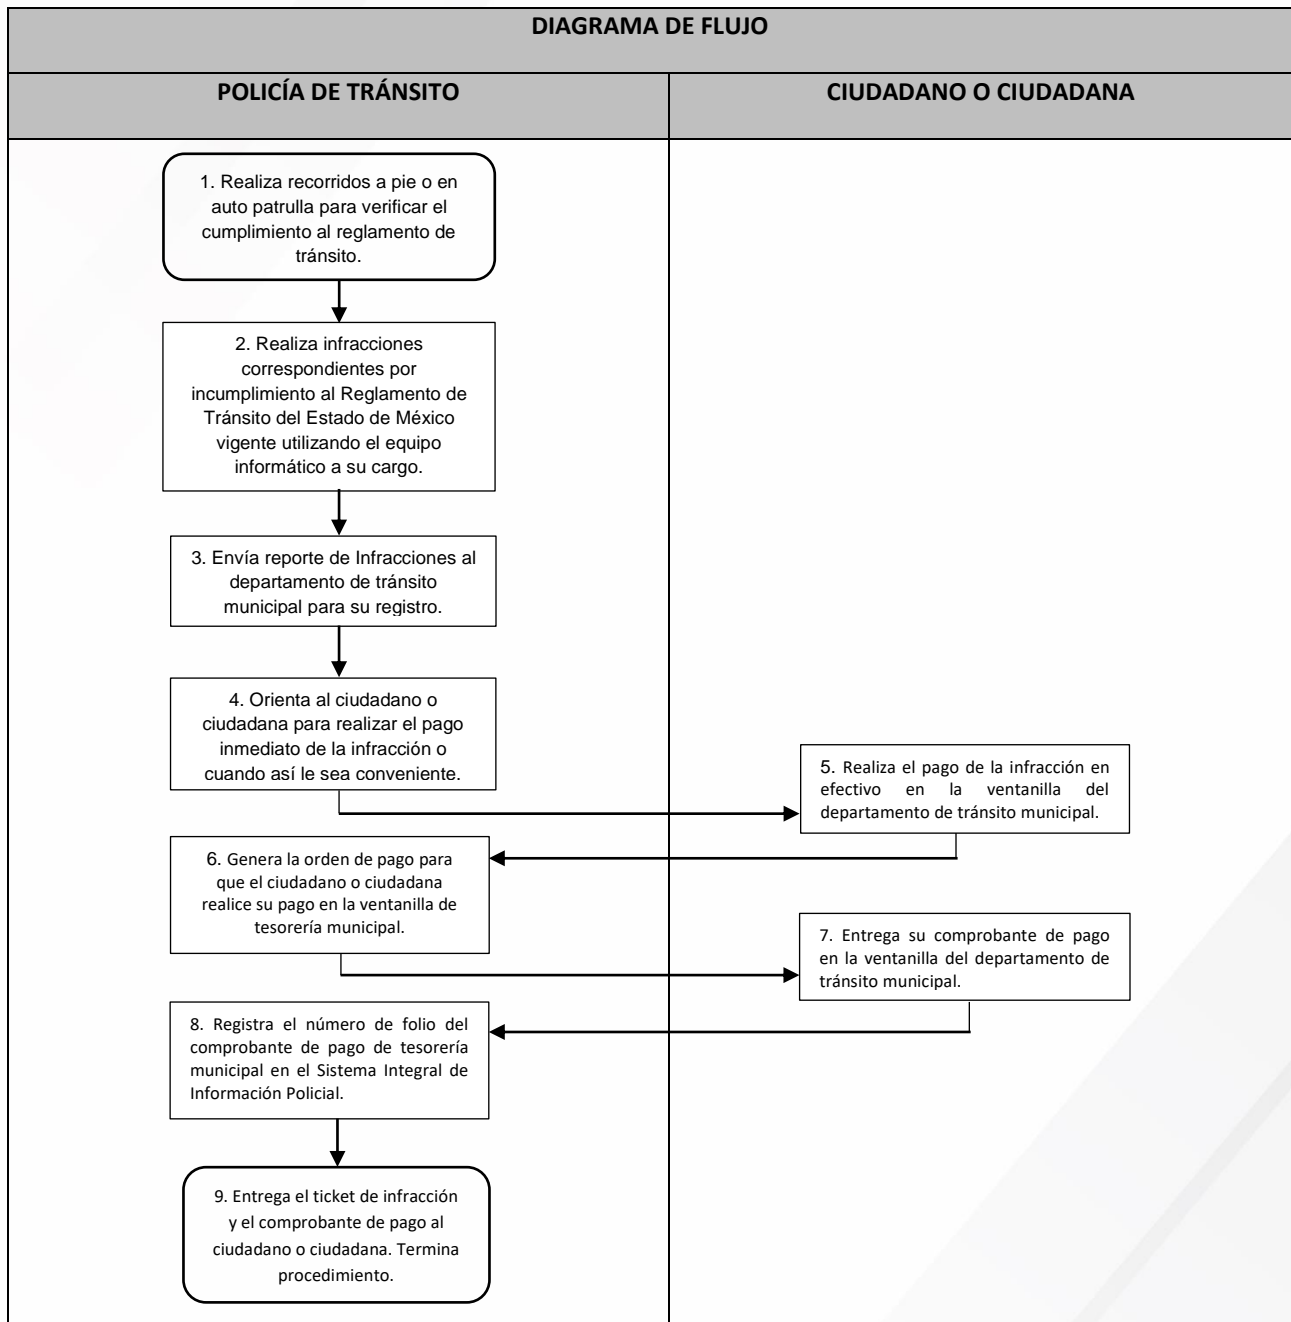 DIAGRAMA DE FLUJO
POLICÍA DE TRÁNSITO
CIUDADANO O CIUDADANA
1. Realiza recorridos a pie o en
auto patrulla para verificar el
cumplimiento al reglamento de
tránsito.
2. Realiza infracciones
correspondientes por
incumplimiento al Reglamento de
Tránsito del Estado de México
vigente utilizando el equipo
informático a su cargo.
3. Envía reporte de Infracciones al
departamento de tránsito
municipal para su registro.
4. Orienta al ciudadano o
ciudadana para realizar el pago
inmediato de la infracción o
cuando así le sea conveniente.
5. Realiza el pago de la infracción en
efectivo en la ventanilla del
departamento de tránsito municipal.
6. Genera la orden de pago para
que el ciudadano o ciudadana
realice su pago en la ventanilla de
tesorería municipal.
7. Entrega su comprobante de pago
en la ventanilla del departamento de
tránsito municipal.
8. Registra el número de folio del
comprobante de pago de tesorería
municipal en el Sistema Integral de
Información Policial.
9. Entrega el ticket de infracción
y el comprobante de pago al
ciudadano o ciudadana. Termina
procedimiento.